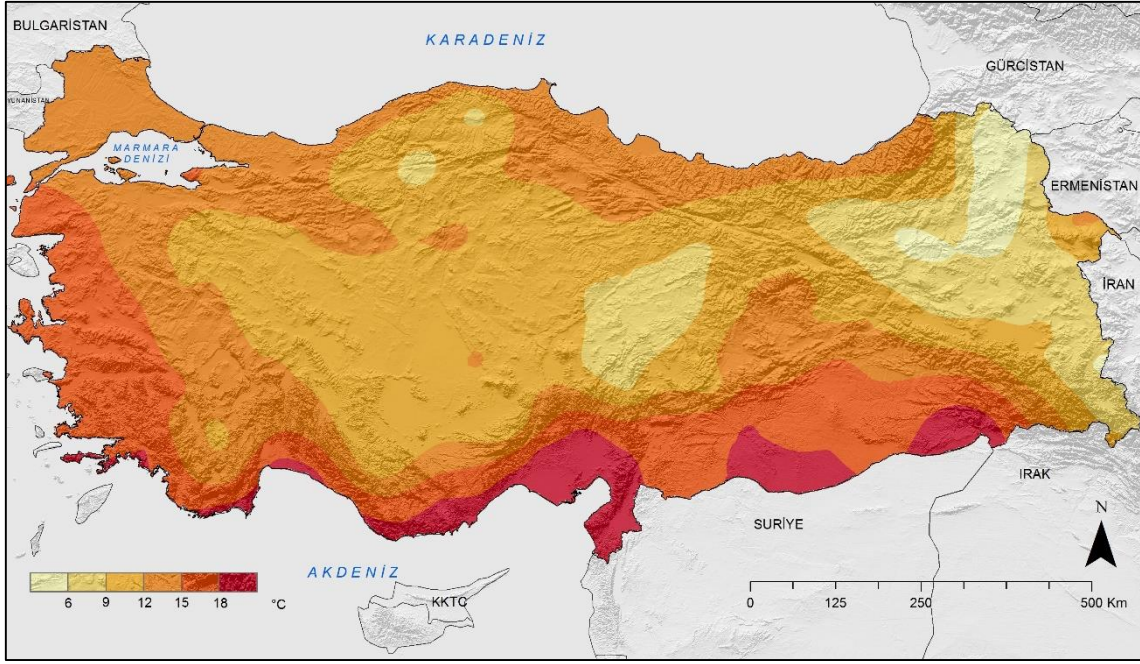 BULGARİSTAN
KARADENİZ
GÜRCİSTAN
YUNANİSTAN
MARMARA
DENİZİ
ERMENİSTAN
İRAN
IRAK
SURİYE
N
AKDENİZ
KKTC
6 9 12 15 18 °C
0 125 250 500 Km